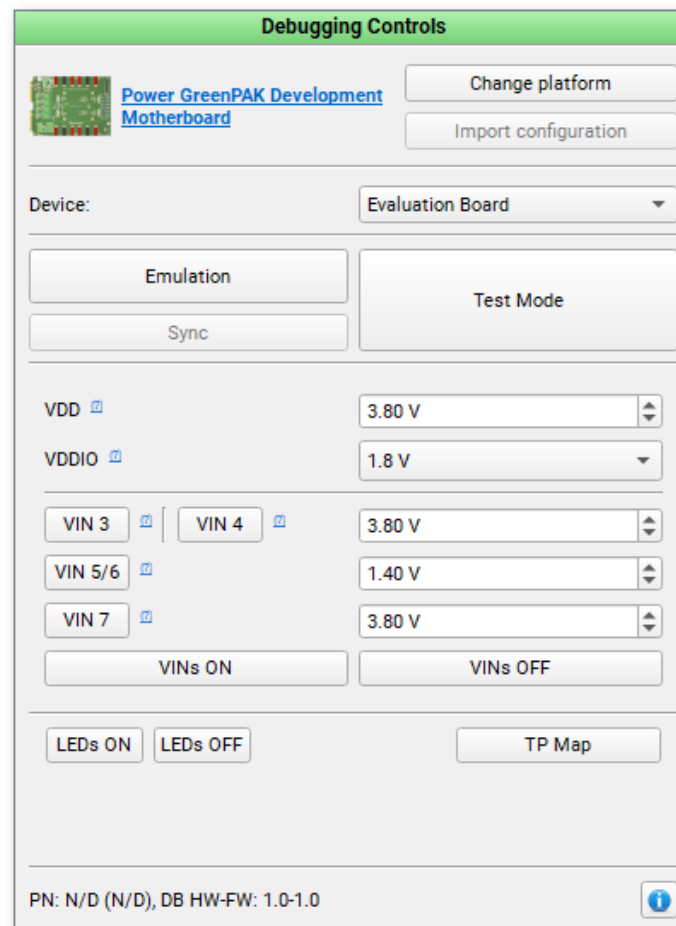 Debugging Controls
Power GreenPAK Development
Motherboard
Change platform
Import configuration
Device:
Evaluation Board
Emulation
Test Mode
Sync
VDD [?]
3.80 V
VDDIO [?]
1.8 V
VIN 3 [?] VIN 4 [?]
3.80 V
VIN 5/6 [?]
1.40 V
VIN 7 [?]
3.80 V
VINs ON
VINs OFF
LEDs ON LEDs OFF
TP Map
PN: N/D (N/D), DB HW-FW: 1.0-1.0